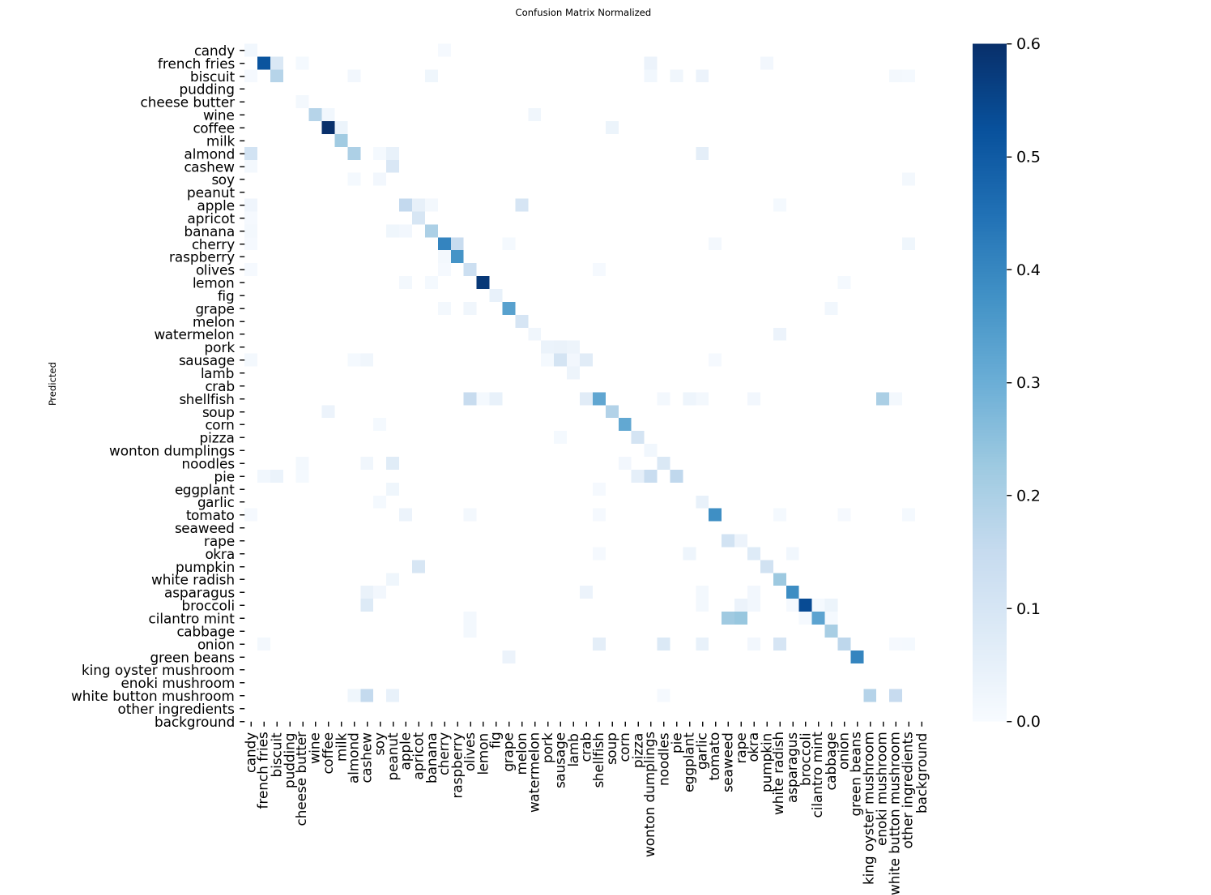 Confusion Matrix Normalized
candy
french fries
biscuit
pudding
cheese butter
wine
coffee
milk
almond
cashew
soy
peanut
apple
apricot
banana
cherry
raspberry
olives
lemon
fig
grape
melon
watermelon
pork
sausage
lamb
crab
shellfish
soup
corn
pizza
wonton dumplings
noodles
pie
eggplant
garlic
tomato
seaweed
rape
okra
pumpkin
white radish
asparagus
broccoli
cilantro mint
cabbage
onion
green beans
king oyster mushroom
enoki mushroom
white button mushroom
other ingredients
background
Predicted
candy
french fries
biscuit
pudding
cheese butter
wine
coffee
milk
almond
cashew
soy
peanut
apple
apricot
banana
cherry
raspberry
olives
lemon
fig
grape
melon
watermelon
pork
sausage
lamb
crab
shellfish
soup
corn
pizza
wonton dumplings
noodles
pie
eggplant
garlic
tomato
seaweed
rape
okra
pumpkin
white radish
asparagus
broccoli
cilantro mint
cabbage
onion
green beans
king oyster mushroom
enoki mushroom
white button mushroom
other ingredients
background
0.6
0.5
0.4
0.3
0.2
0.1
0.0